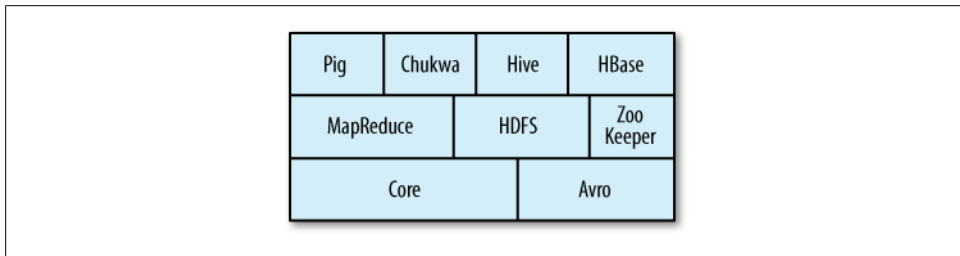 Pig
Chukwa
Hive
HBase
MapReduce
HDFS
Zoo
Keeper
Core
Avro